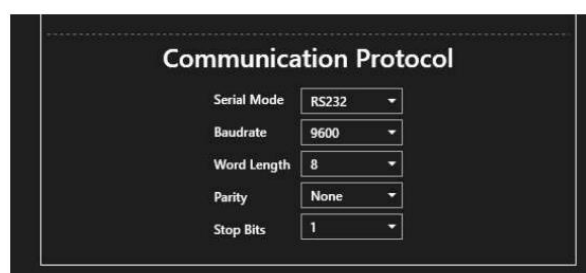 Communication Protocol
Serial Mode RS232
Baudrate 9600
Word Length 8
Parity None
Stop Bits 1